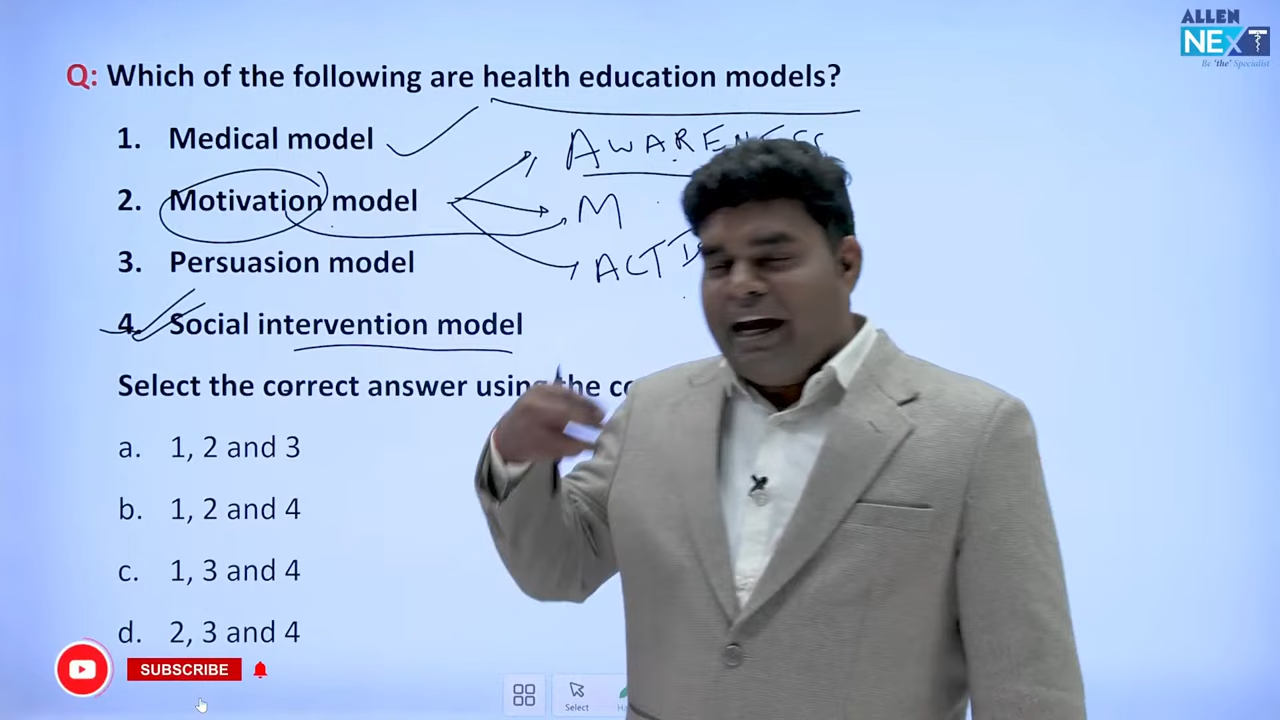 ALLEN
NExT
Be 'the' Specialist
Q: Which of the following are health education models?
1. Medical model
AWARENESS
2. Motivation model
M
3. Persuasion model
4. Social intervention model
Select the correct answer using the
a. 1, 2 and 3
b. 1, 2 and 4
c. 1, 3 and 4
d. 2, 3 and 4
SUBSCRIBE
Select